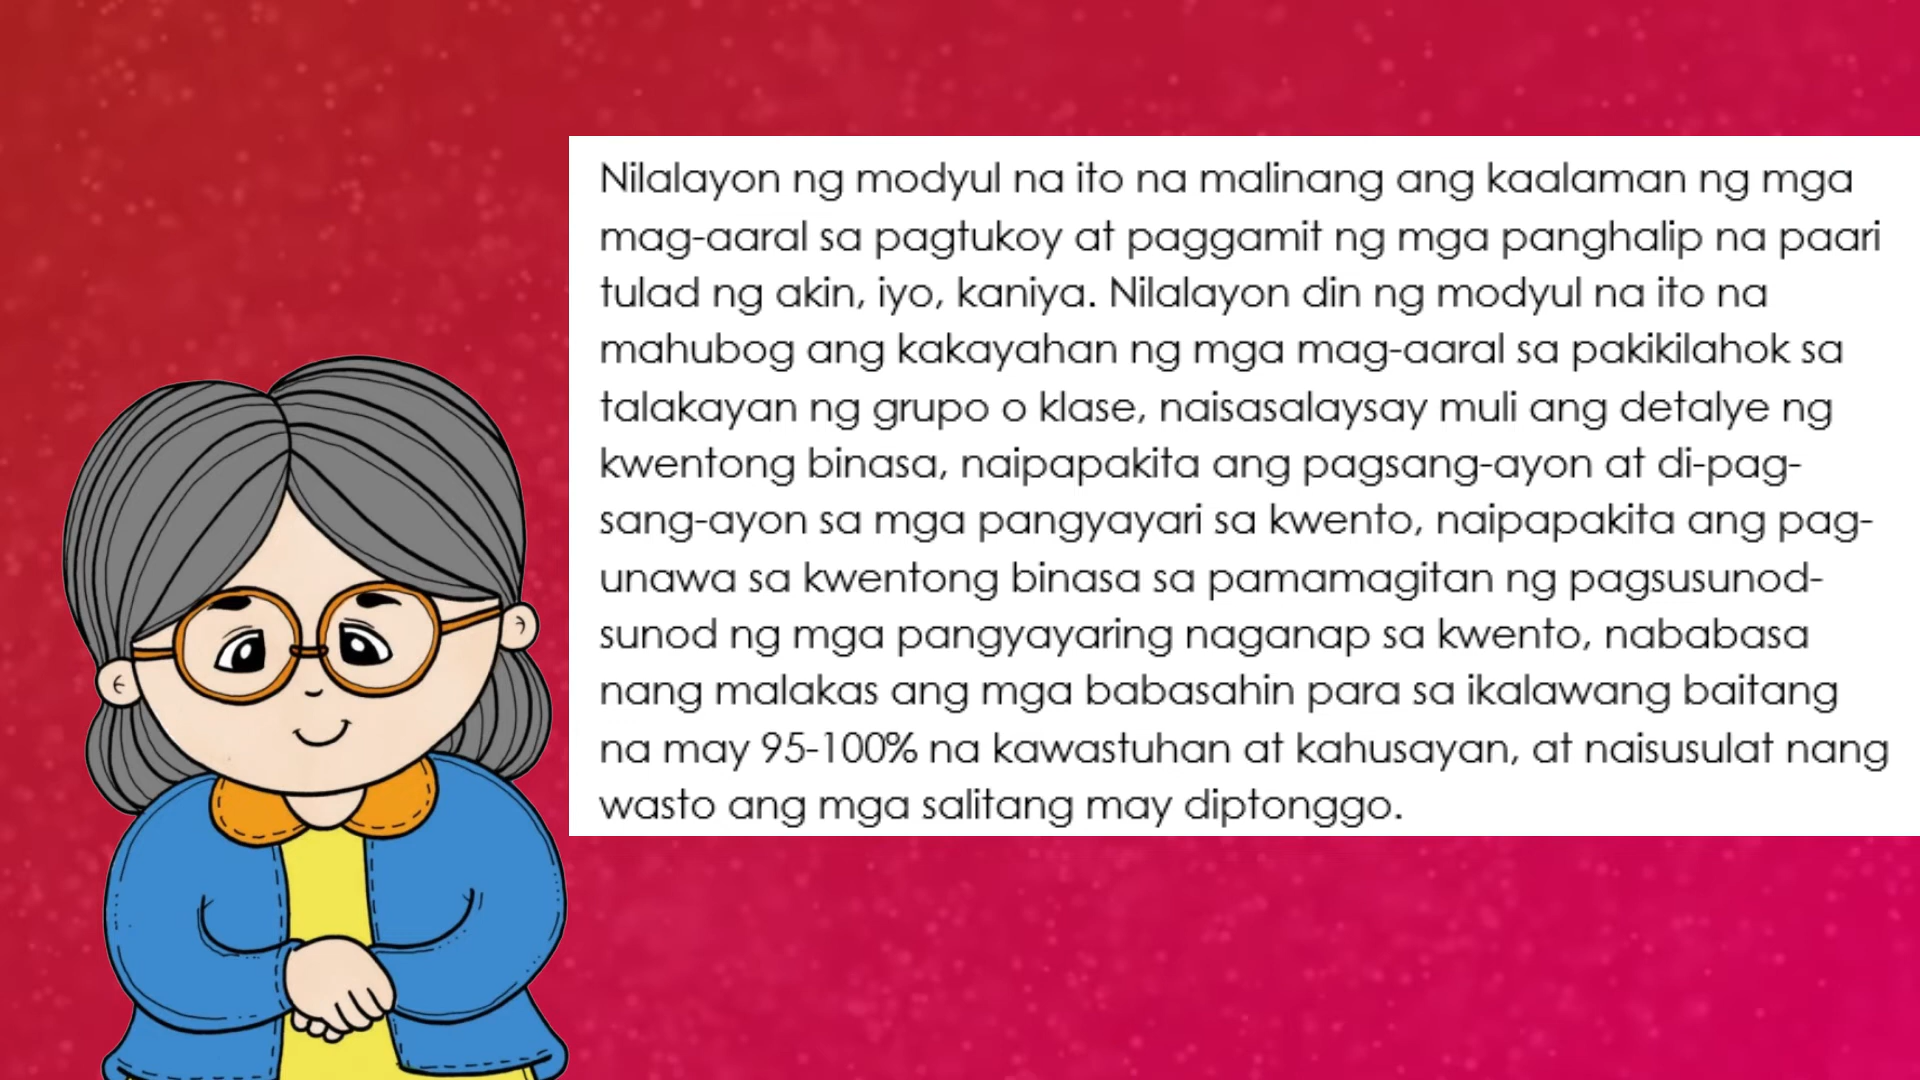 Nilalayon ng modyul na ito na malinang ang kaalaman ng mga
mag-aaral sa pagtukoy at paggamit ng mga panghalip na paari
tulad ng akin, iyo, kaniya. Nilalayon din ng modyul na ito na
mahubog ang kakayahan ng mga mag-aaral sa pakikilahok sa
talakayan ng grupo o klase, naisasalaysay muli ang detalye ng
kwentong binasa, naipapakita ang pagsang-ayon at di-pag-
sang-ayon sa mga pangyayari sa kwento, naipapakita ang pag-
unawa sa kwentong binasa sa pamamagitan ng pagsusunod-
sunod ng mga pangyayaring naganap sa kwento, nababasa
nang malakas ang mga babasahin para sa ikalawang baitang
na may 95-100% na kawastuhan at kahusayan, at naisusulat nang
wasto ang mga salitang may diptonggo.